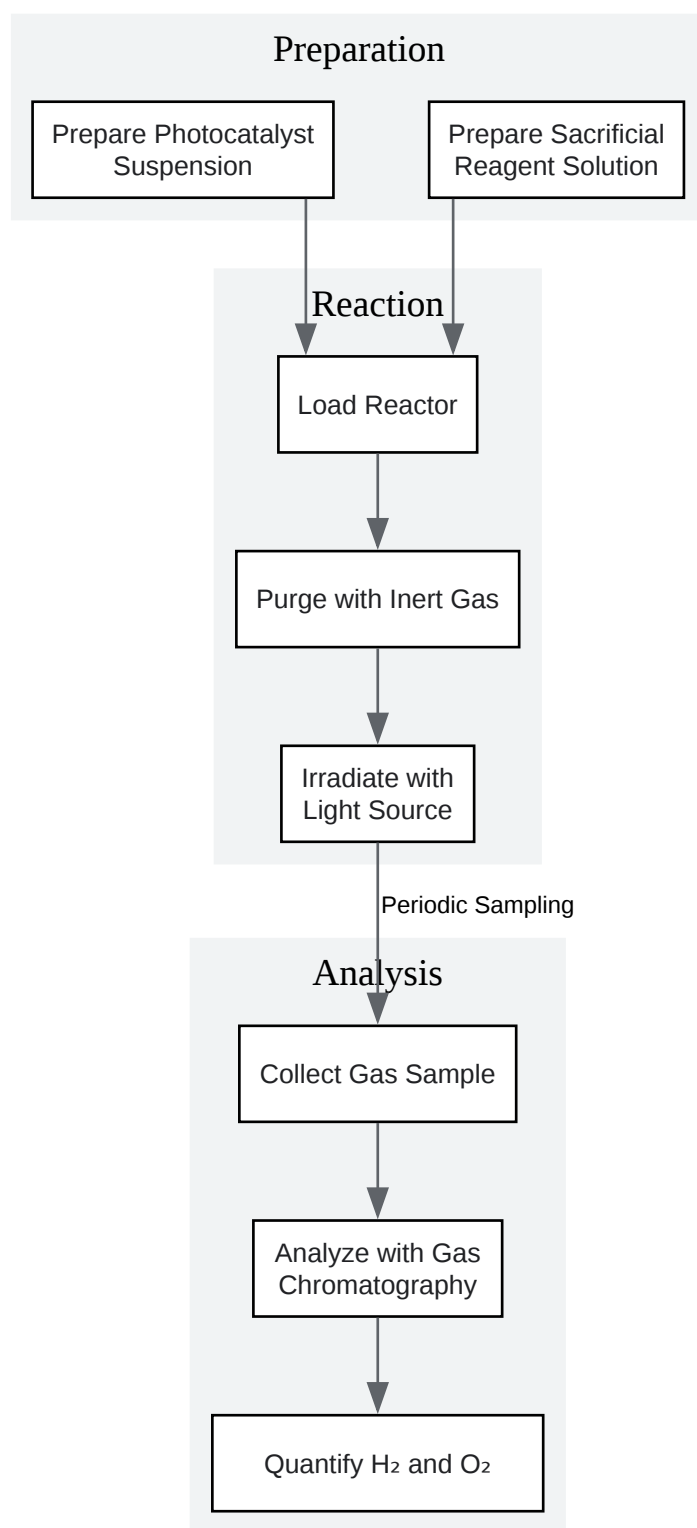 Preparation
Prepare Photocatalyst
Suspension
Prepare Sacrificial
Reagent Solution
Reaction
Load Reactor
Purge with Inert Gas
Irradiate with
Light Source
Periodic Sampling
Analysis
Collect Gas Sample
Analyze with Gas
Chromatography
Quantify H₂ and O₂